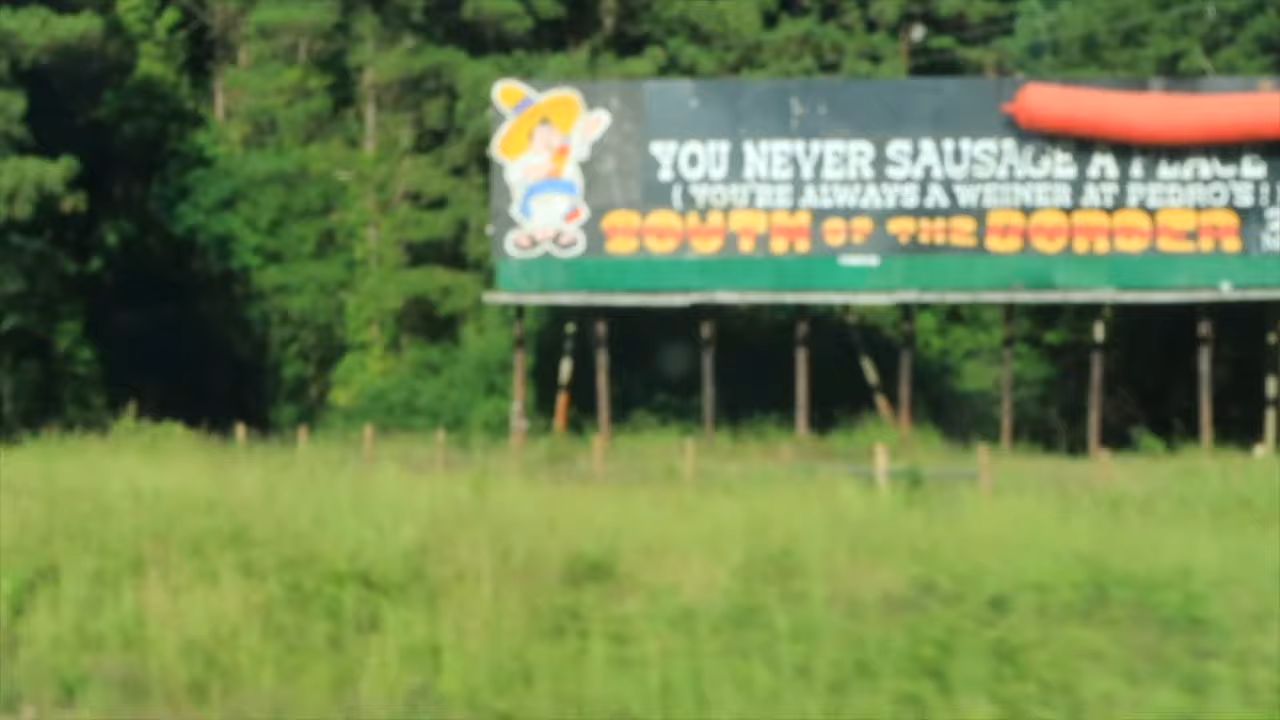 YOU NEVER SAUSAGE A PLACE
(YOU'RE ALWAYS A WEINER AT PEDRO'S!
SOUTH OF THE BORDER